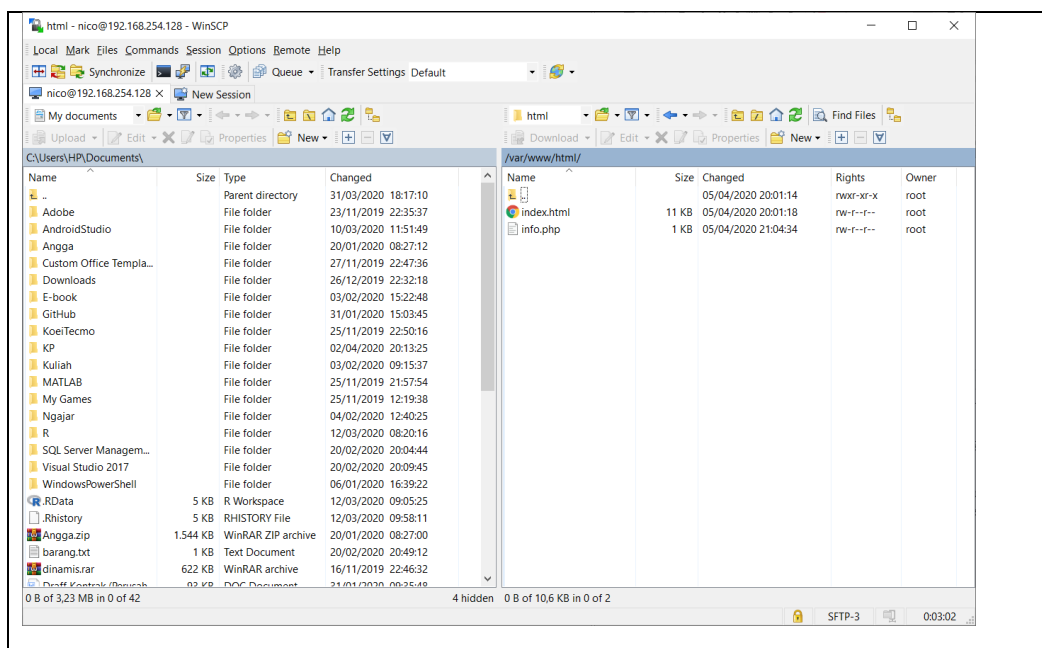 html - nico@192.168.254.128 - WinSCP
Local Mark Files Commands Session Options Remote Help
Synchronize Queue Transfer Settings Default
nico@192.168.254.128 × New Session
My documents
Upload Edit Properties New
C:\Users\HP\Documents\
Name Size Type Changed
.. Parent directory 31/03/2020 18:17:10
Adobe File folder 23/11/2019 22:35:37
AndroidStudio File folder 10/03/2020 11:51:49
Angga File folder 20/01/2020 08:27:12
Custom Office Templa... File folder 27/11/2019 22:47:36
Downloads File folder 26/12/2019 22:32:18
E-book File folder 03/02/2020 15:22:48
GitHub File folder 31/01/2020 15:03:45
KoeiTecmo File folder 25/11/2019 22:50:16
KP File folder 02/04/2020 20:13:25
Kuliah File folder 03/02/2020 09:15:37
MATLAB File folder 25/11/2019 21:57:54
My Games File folder 25/11/2019 12:19:38
Ngajar File folder 04/02/2020 12:40:25
R File folder 12/03/2020 08:20:16
SQL Server Managem... File folder 20/02/2020 20:04:44
Visual Studio 2017 File folder 20/02/2020 20:09:45
WindowsPowerShell File folder 06/01/2020 16:39:22
.RData 5 KB R Workspace 12/03/2020 09:05:25
.Rhistory 5 KB RHISTORY File 12/03/2020 09:58:11
Angga.zip 1.544 KB WinRAR ZIP archive 20/01/2020 08:27:00
barang.txt 1 KB Text Document 20/02/2020 20:49:12
dinamis.rar 622 KB WinRAR archive 16/11/2019 22:46:32
Draff Kontrak (Perusah... 93 KB DOC Document 31/01/2020 09:35:48
0 B of 3,23 MB in 0 of 42 4 hidden
html Find Files
Download Edit Properties New
/var/www/html/
Name Size Changed Rights Owner
.. 05/04/2020 20:01:14 rwxr-xr-x root
index.html 11 KB 05/04/2020 20:01:18 rw-r--r-- root
info.php 1 KB 05/04/2020 21:04:34 rw-r--r-- root
0 B of 10,6 KB in 0 of 2
SFTP-3 0:03:02